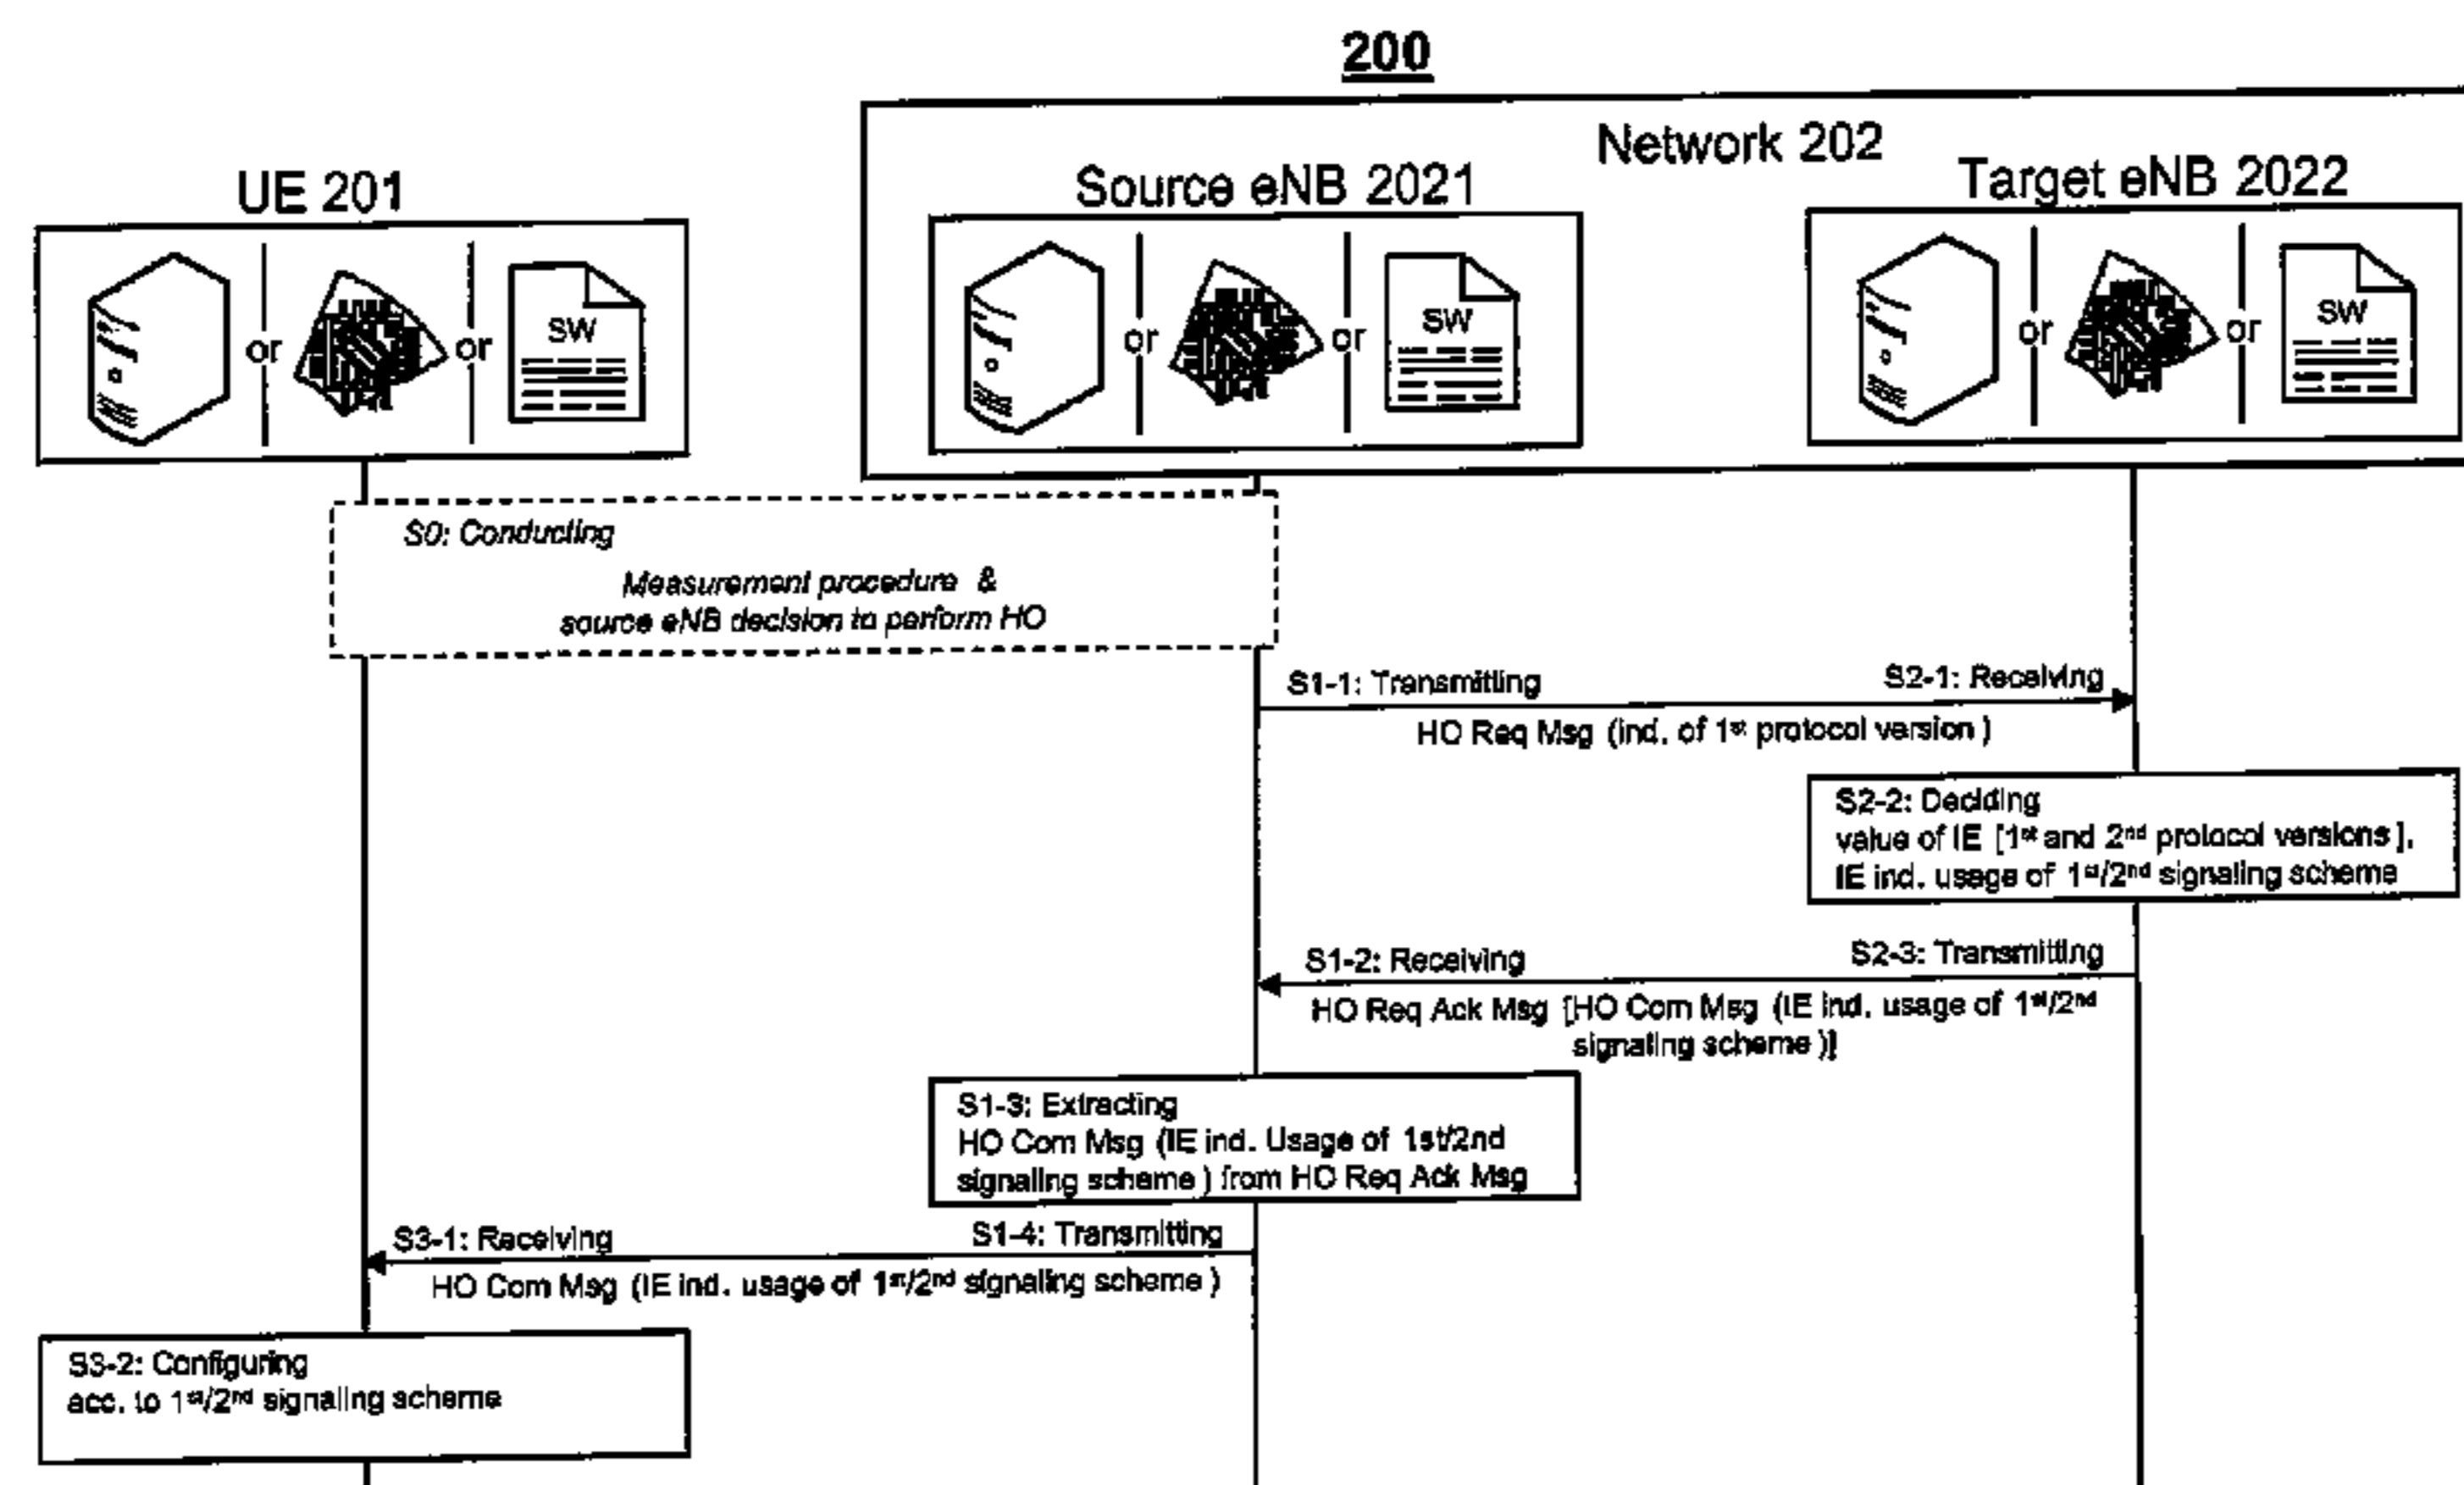 200
Network 202
UE 201
Source eNB 2021
Target eNB 2022
or
or
SW
or
or
SW
or
or
SW
S0: Conducting
Measurement procedure &
source eNB decision to perform HO
S1-1: Transmitting
S2-1: Receiving
HO Req Msg (ind. of 1st protocol version )
S2-2: Deciding
value of IE [1st and 2nd protocol versions ],
IE ind. usage of 1st/2nd signaling scheme
S1-2: Receiving
S2-3: Transmitting
HO Req Ack Msg [HO Com Msg (IE ind. usage of 1st/2nd
signaling scheme )]
S1-3: Extracting
HO Com Msg (IE ind. Usage of 1st/2nd
signaling scheme ) from HO Req Ack Msg
S3-1: Receiving
S1-4: Transmitting
HO Com Msg (IE ind. usage of 1st/2nd signaling scheme )
S3-2: Configuring
acc. to 1st/2nd signaling scheme